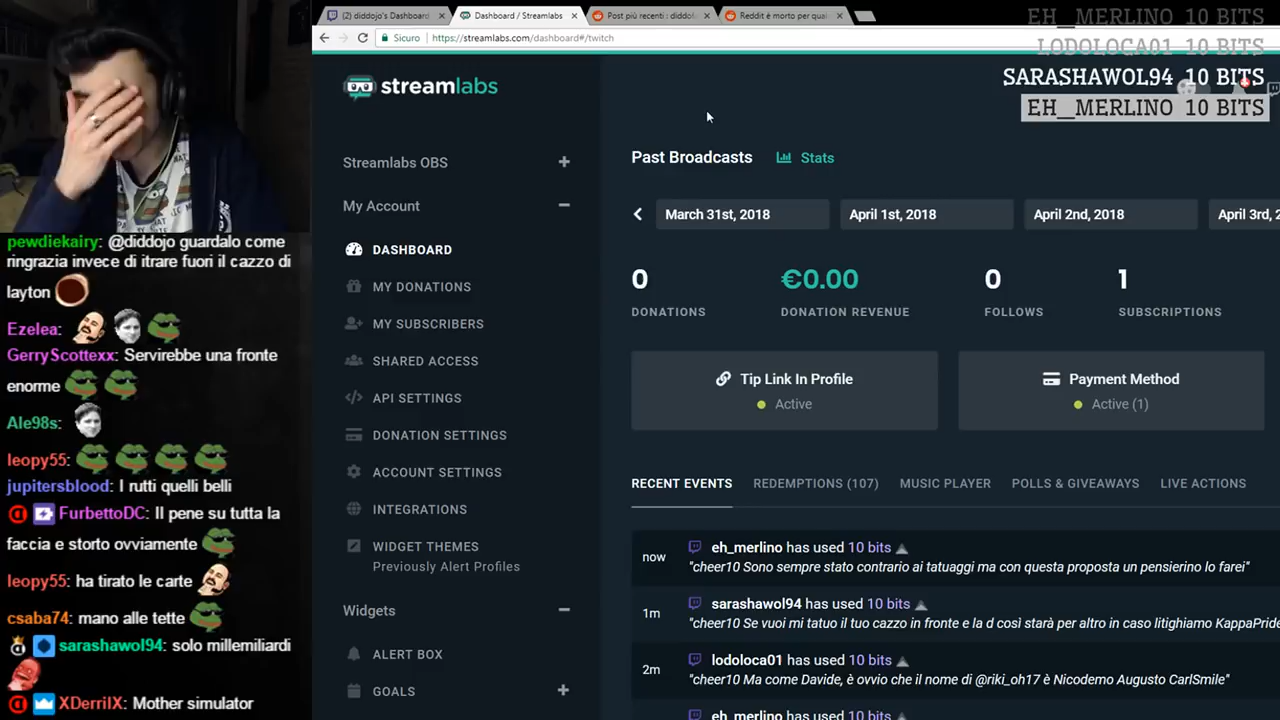 (2) diddojo's Dashboard
Dashboard / Streamlabs
Post più recenti : diddo
Reddit è morto per qual
Sicuro
https://streamlabs.com/dashboard#/twitch
EH_MERLINO 10 BITS
LODOLOCA01 10 BITS
SARASHAWOL94 10 BITS
EH_MERLINO 10 BITS
streamlabs
Streamlabs OBS
My Account
DASHBOARD
MY DONATIONS
MY SUBSCRIBERS
SHARED ACCESS
API SETTINGS
DONATION SETTINGS
ACCOUNT SETTINGS
INTEGRATIONS
WIDGET THEMES
Previously Alert Profiles
Widgets
ALERT BOX
GOALS
Past Broadcasts
Stats
March 31st, 2018
April 1st, 2018
April 2nd, 2018
April 3rd, 2
0
€0.00
0
1
DONATIONS
DONATION REVENUE
FOLLOWS
SUBSCRIPTIONS
Tip Link In Profile
Active
Payment Method
Active (1)
RECENT EVENTS
REDEMPTIONS (107)
MUSIC PLAYER
POLLS & GIVEAWAYS
LIVE ACTIONS
now
eh_merlino has used 10 bits
"cheer10 Sono sempre stato contrario ai tatuaggi ma con questa proposta un pensierino lo farei"
1m
sarashawol94 has used 10 bits
"cheer10 Se vuoi mi tatuo il tuo cazzo in fronte e la d così starà per altro in caso litighiamo KappaPride
2m
lodoloca01 has used 10 bits
"cheer10 Ma come Davide, è ovvio che il nome di @riki_oh17 è Nicodemo Augusto CarlSmile"
eh_merlino has used 10 bits
pewdiekairy: @diddojo guardalo come
ringrazia invece di itrare fuori il cazzo di
layton
Ezelea:
GerryScottexx: Servirebbe una fronte
enorme
Ale98s:
leopy55:
jupitersblood: I rutti quelli belli
FurbettoDC: Il pene su tutta la
faccia e storto ovviamente
leopy55: ha tirato le carte
csaba74: mano alle tette
sarashawol94: solo millemiliardi
XDerrilX: Mother simulator